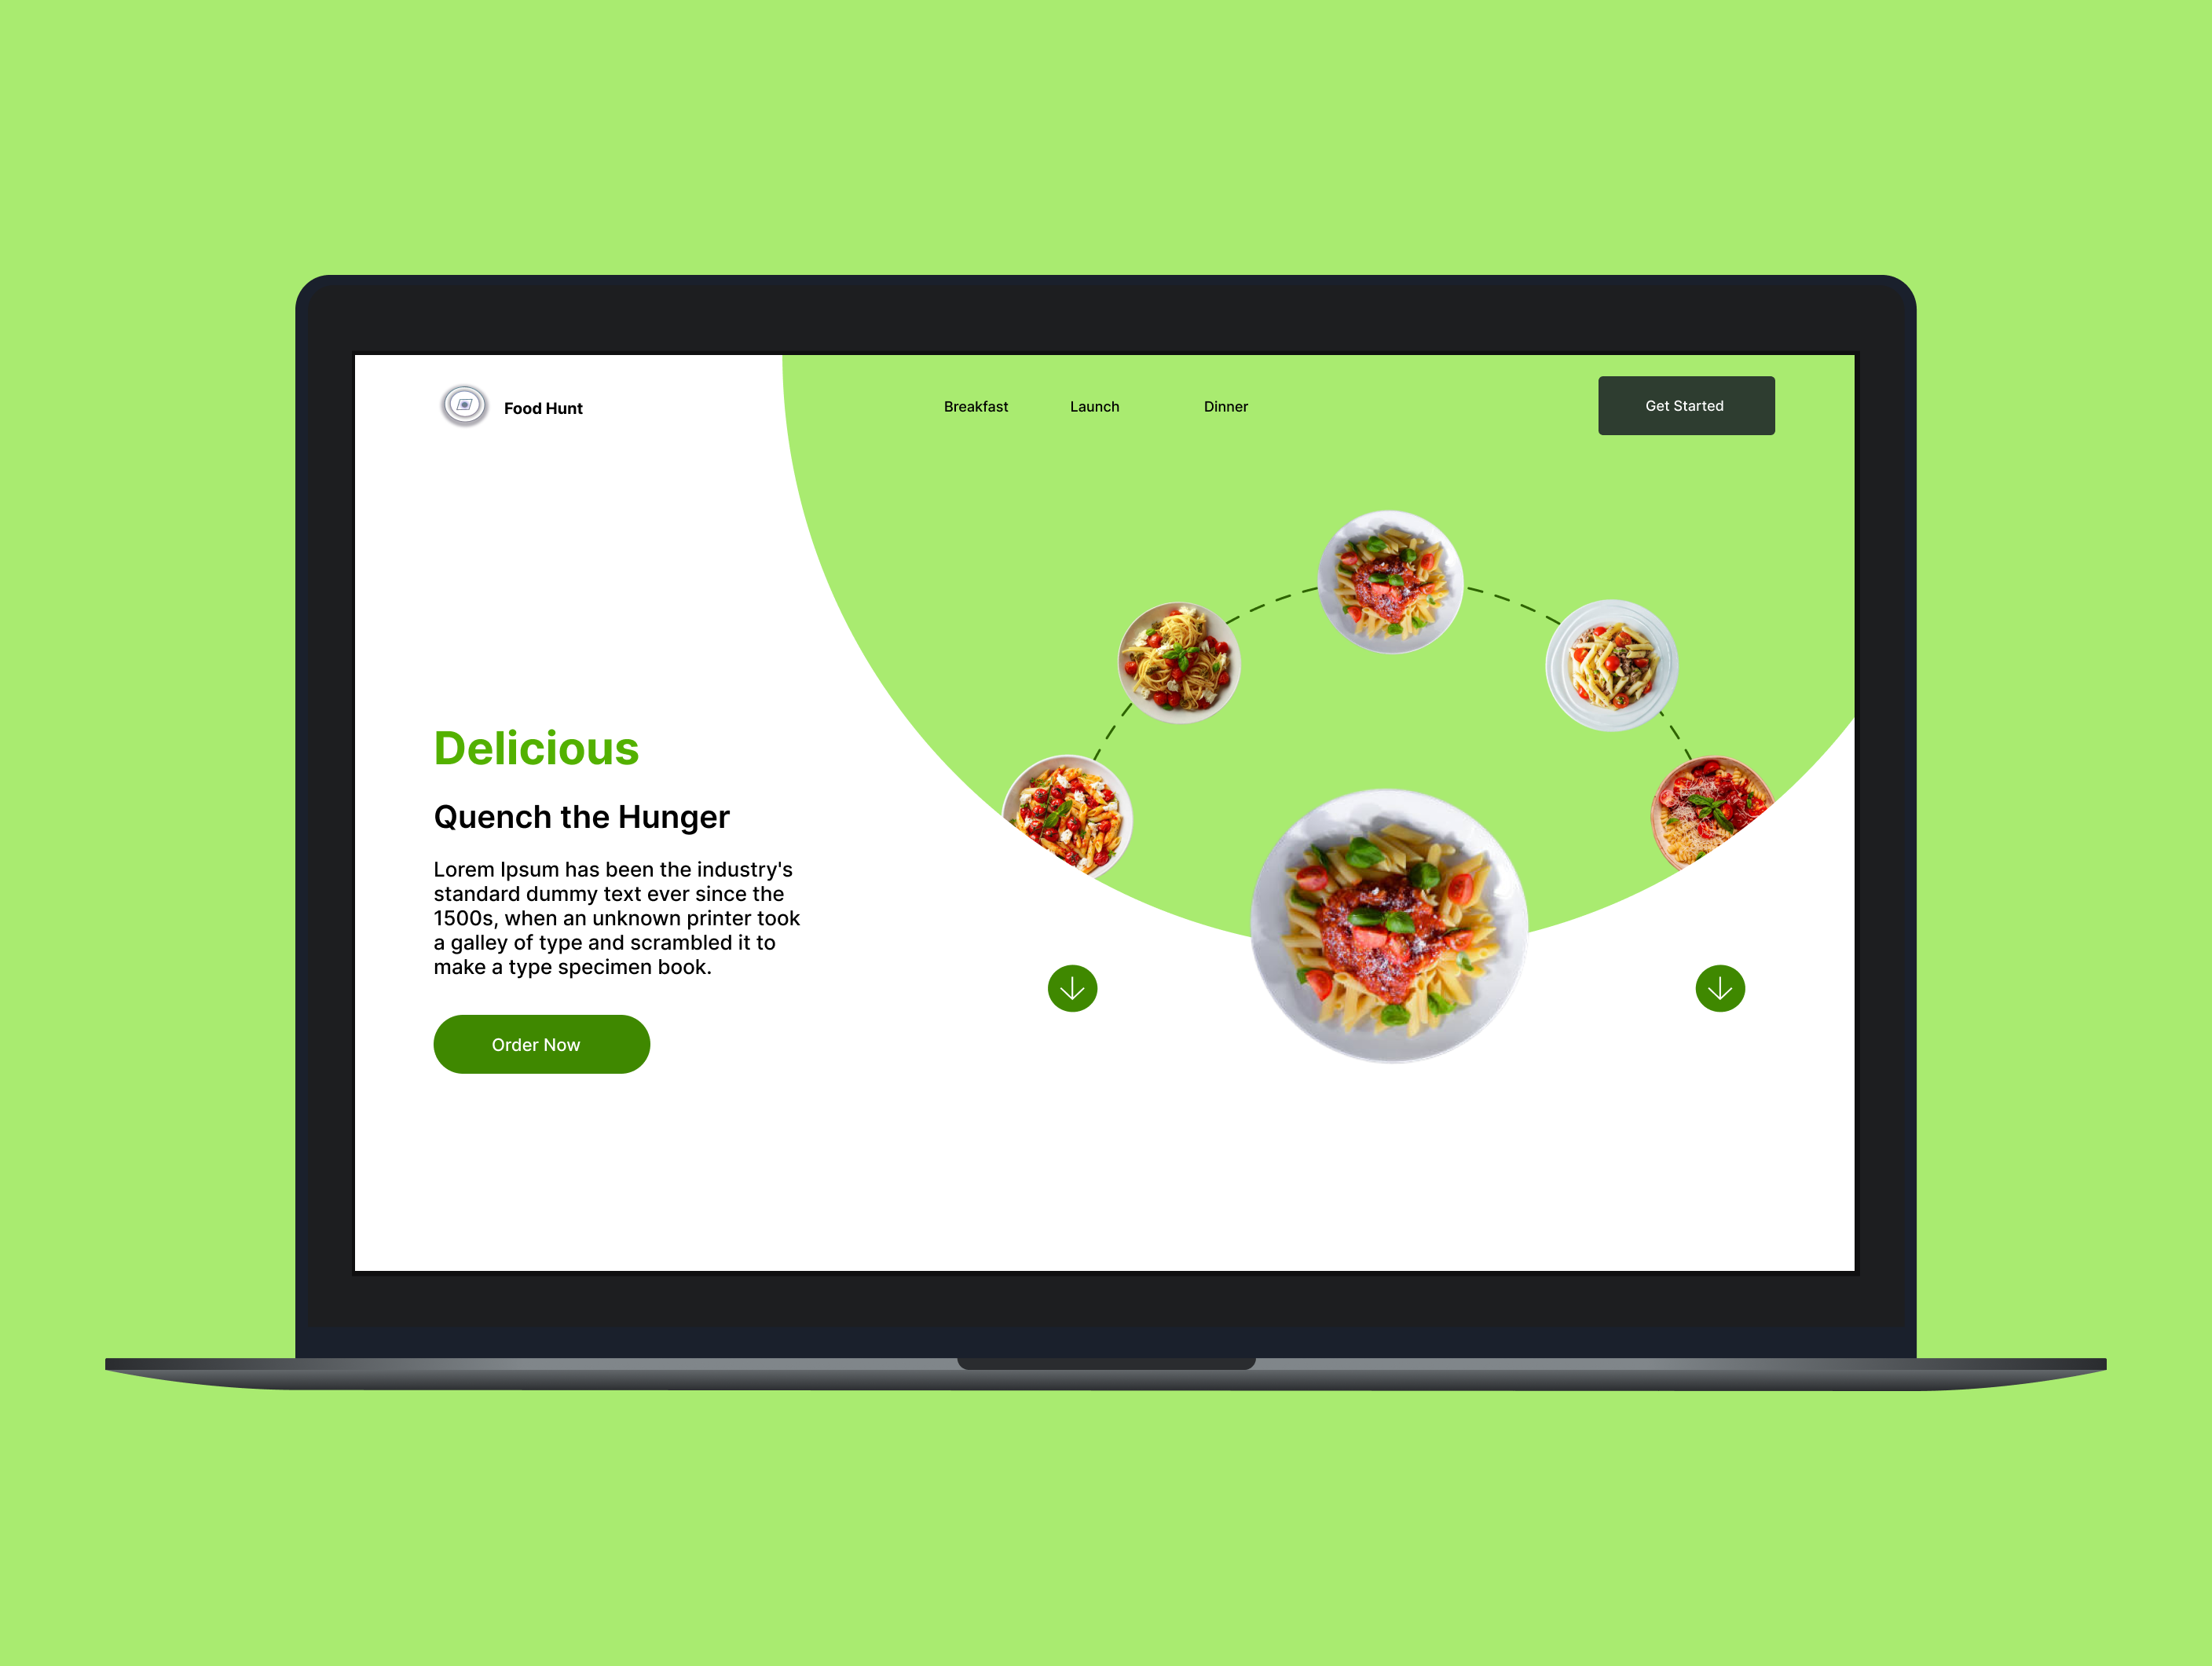 Food Hunt
Breakfast
Launch
Dinner
Get Started
Delicious
Quench the Hunger
Lorem Ipsum has been the industry's
standard dummy text ever since the
1500s, when an unknown printer took
a galley of type and scrambled it to
make a type specimen book.
Order Now